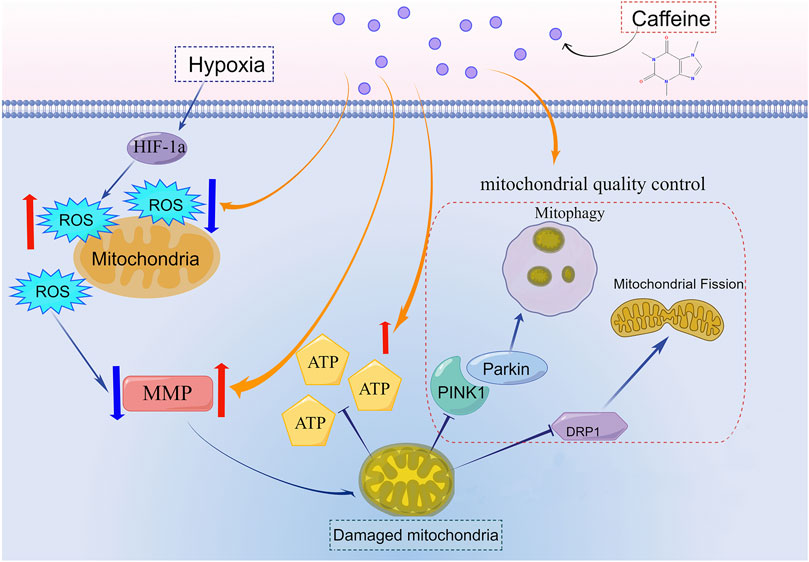 Caffeine
Hypoxia
N
N
N
N
O
O
HIF-1a
mitochondrial quality control
Mitophagy
ROS
ROS
Mitochondria
ROS
Mitochondrial Fission
ATP
ATP
ATP
MMP
Parkin
PINK1
DRP1
Damaged mitochondria